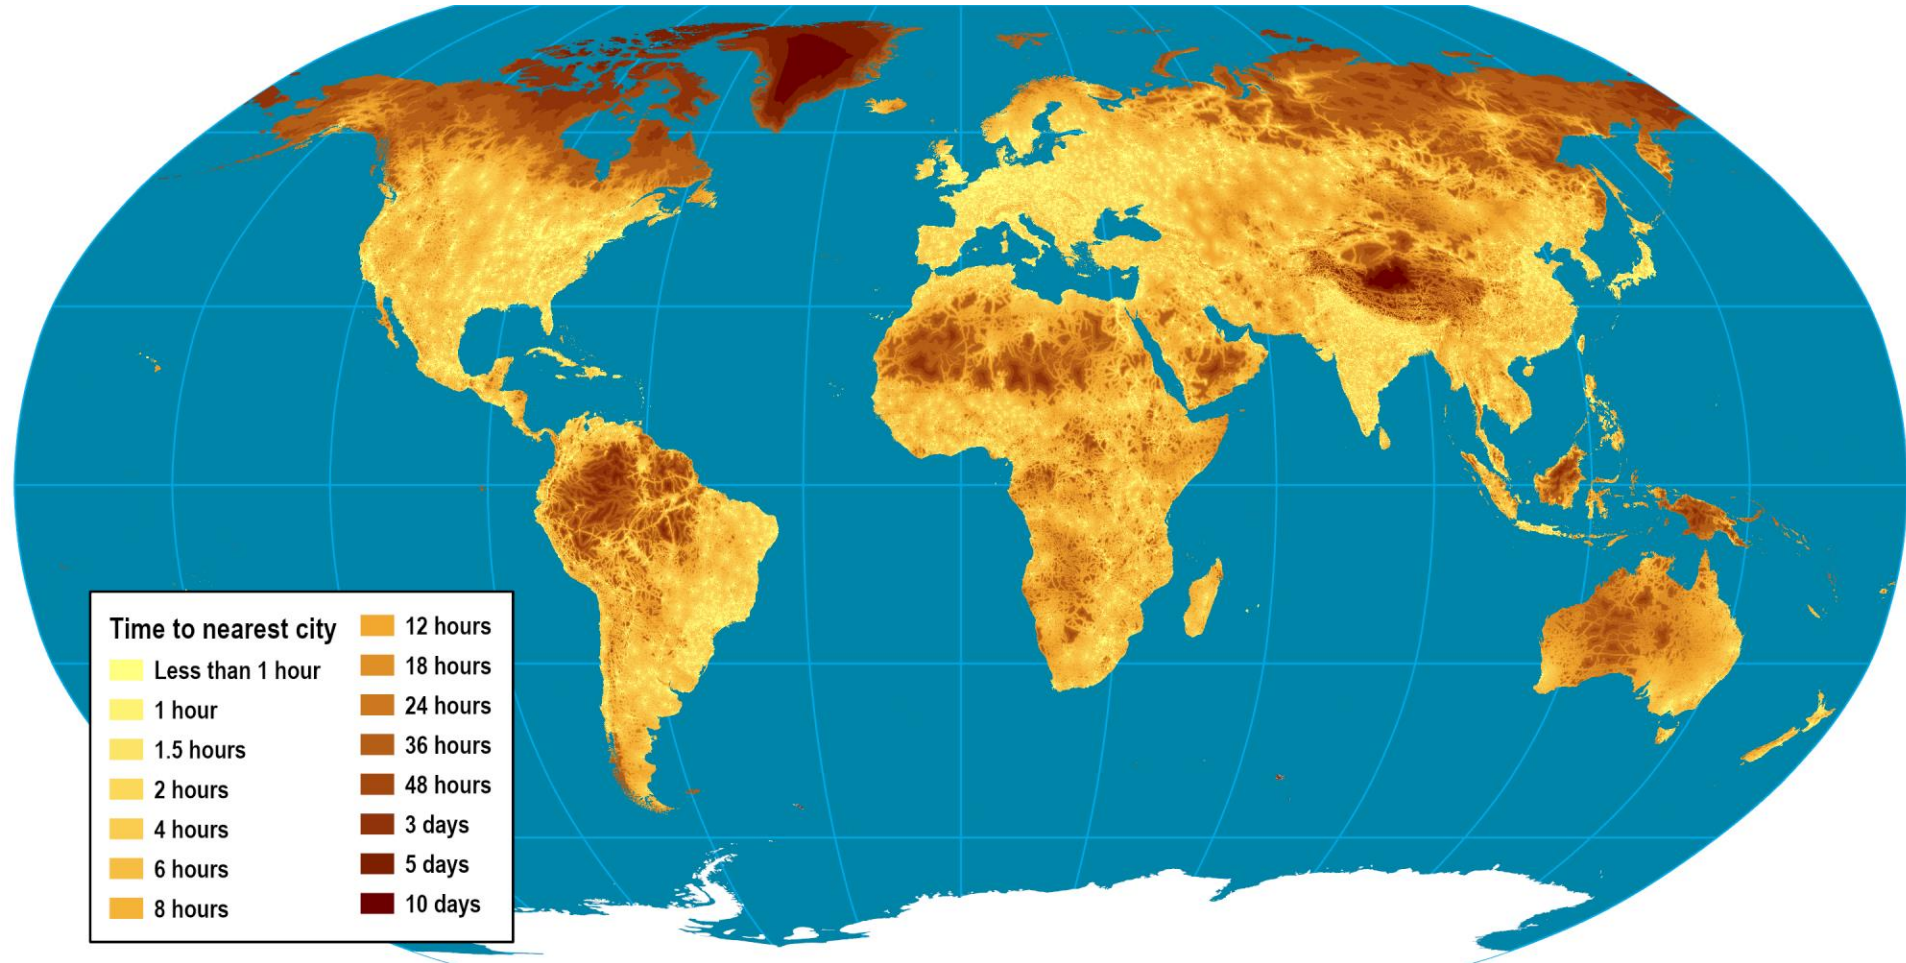 Time to nearest city
Less than 1 hour
1 hour
1.5 hours
2 hours
4 hours
6 hours
8 hours
12 hours
18 hours
24 hours
36 hours
48 hours
3 days
5 days
10 days